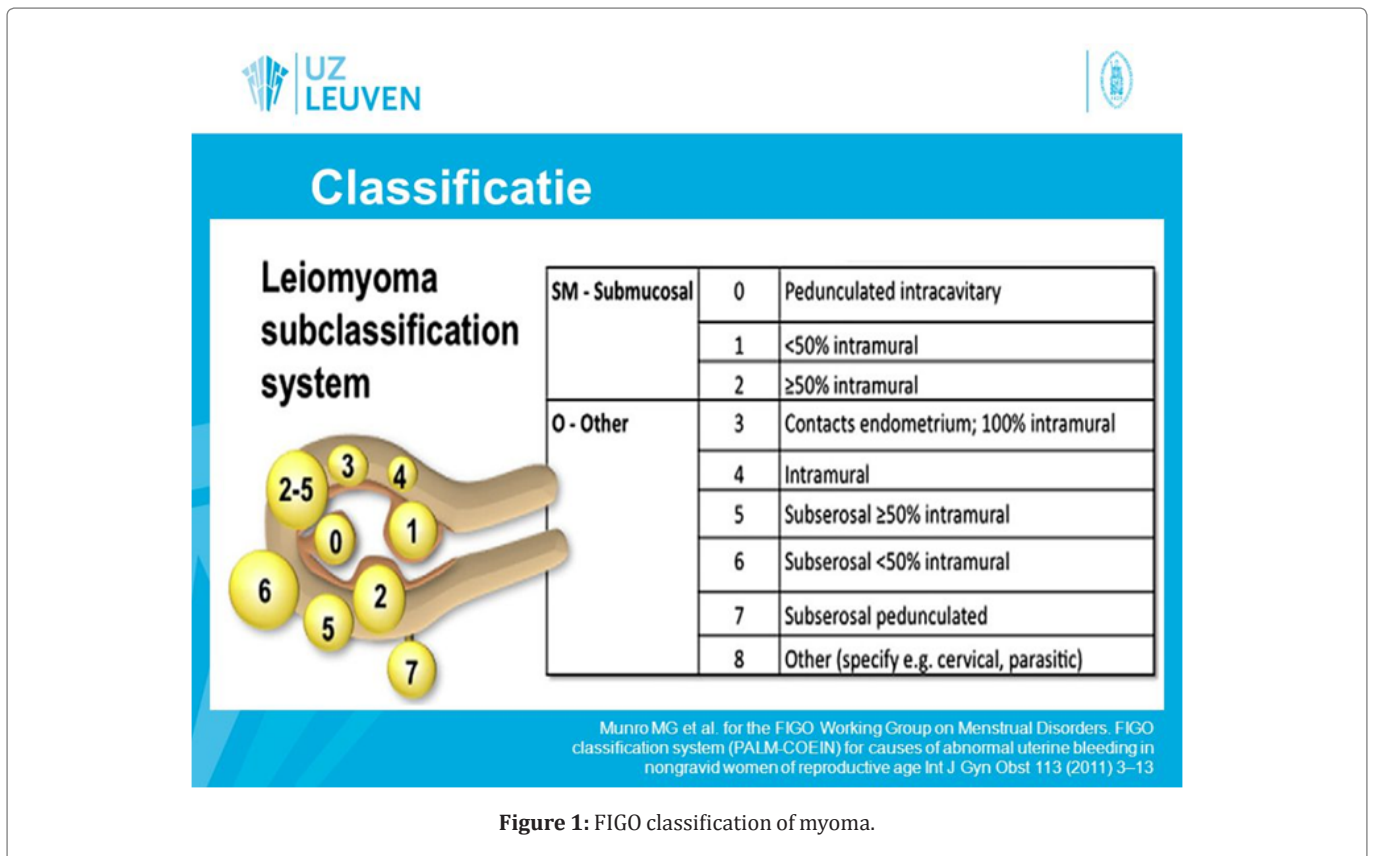 UZ
LEUVEN
Classificatie
Leiomyoma
subclassification
system
SM - Submucosal 0 Pedunculated intracavitary
1 <50% intramural
2 ≥50% intramural
O - Other 3 Contacts endometrium; 100% intramural
4 Intramural
5 Subserosal ≥50% intramural
6 Subserosal <50% intramural
7 Subserosal pedunculated
8 Other (specify e.g. cervical, parasitic)
3
4
2-5
1
0
6
2
5
7
Munro MG et al. for the FIGO Working Group on Menstrual Disorders. FIGO
classification system (PALM-COEIN) for causes of abnormal uterine bleeding in
nongravid women of reproductive age Int J Gyn Obst 113 (2011) 3–13
Figure 1: FIGO classification of myoma.